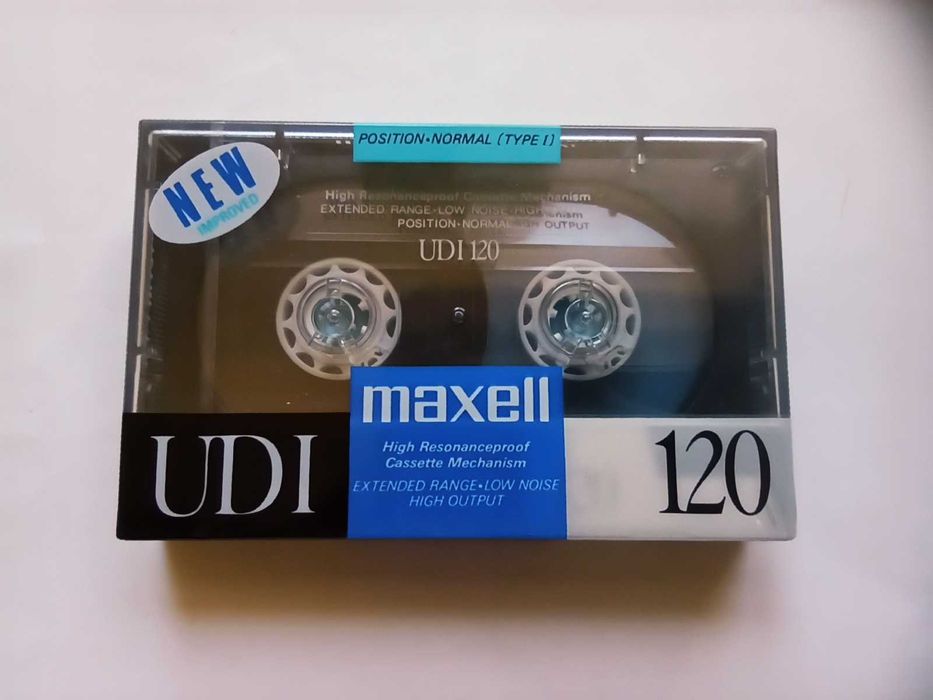 POSITION•NORMAL (TYPE I)
NEW
IMPROVED
High Resonanceproof Cassette Mechanism
EXTENDED RANGE•LOW NOISE•HIGH
POSITION•NORMAL
OUTPUT
UDI 120
maxell
UDI
High Resonanceproof
Cassette Mechanism
EXTENDED RANGE•LOW NOISE
HIGH OUTPUT
120